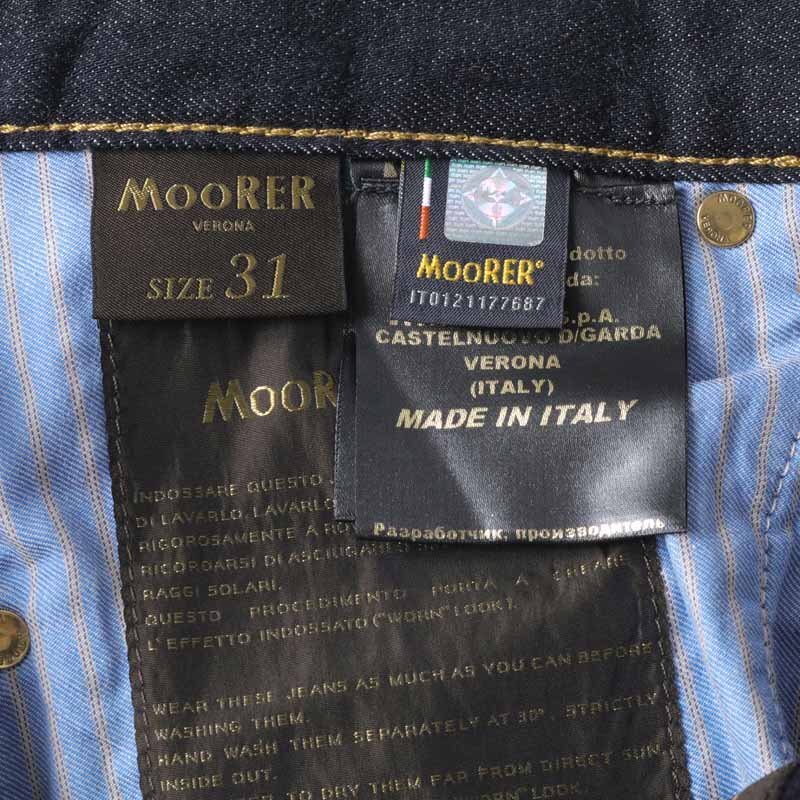 MOORER
VERONA
SIZE 31
MOORER®
IT0121177687
dotto
da:
S.p.A.
CASTELNUOVO D/GARDA
VERONA
(ITALY)
MADE IN ITALY
Разработчик, производитель
MOOR
INDOSSARE QUESTO
DI LAVARLO. LAVARLO
RIGOROSAMENTE A
RICORDARSI DI ASCIUGARLO
RAGGI SOLARI.
QUESTO PROCEDIMENTO PORTA A CREARE
L'EFFETTO INDOSSATO ("WORN" LOOK).
WEAR THESE JEANS AS MUCH AS YOU CAN BEFORE
WASHING THEM.
HAND WASH THEM SEPARATELY AT 30°, STRICTLY
INSIDE OUT.
TO DRY THEM FAR FROM DIRECT SUN.
"WORN" LOOK.
MOORER
VERONA